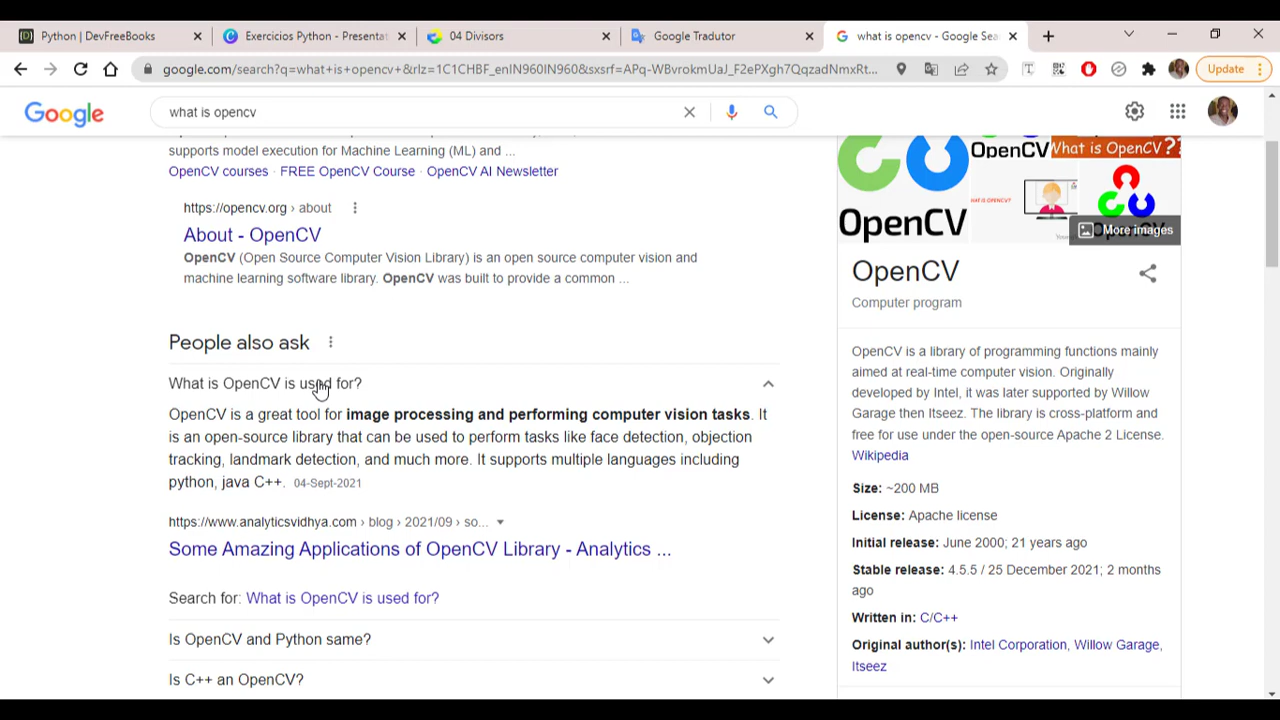 Python | DevFreeBooks
Exercicios Python - Presentat
04 Divisors
Google Tradutor
what is opencv - Google Sea
google.com/search?q=what+is+opencv+&rlz=1C1CHBF_enIN960IN960&sxsrf=APq-WBvrokmUaJ_F2ePXgh7QqzadNmxRt...
Update
Google
what is opencv
supports model execution for Machine Learning (ML) and ...
OpenCV courses · FREE OpenCV Course · OpenCV AI Newsletter
https://opencv.org › about
About - OpenCV
OpenCV (Open Source Computer Vision Library) is an open source computer vision and
machine learning software library. OpenCV was built to provide a common ...
People also ask
What is OpenCV is used for?
OpenCV is a great tool for image processing and performing computer vision tasks. It
is an open-source library that can be used to perform tasks like face detection, objection
tracking, landmark detection, and much more. It supports multiple languages including
python, java C++. 04-Sept-2021
https://www.analyticsvidhya.com › blog › 2021/09 › so...
Some Amazing Applications of OpenCV Library - Analytics ...
Search for: What is OpenCV is used for?
Is OpenCV and Python same?
Is C++ an OpenCV?
OpenCV
OpenCV
What is OpenCV??
WHAT IS OPENCV?
More images
OpenCV
Computer program
OpenCV is a library of programming functions mainly
aimed at real-time computer vision. Originally
developed by Intel, it was later supported by Willow
Garage then Itseez. The library is cross-platform and
free for use under the open-source Apache 2 License.
Wikipedia
Size: ~200 MB
License: Apache license
Initial release: June 2000; 21 years ago
Stable release: 4.5.5 / 25 December 2021; 2 months
ago
Written in: C/C++
Original author(s): Intel Corporation, Willow Garage,
Itseez